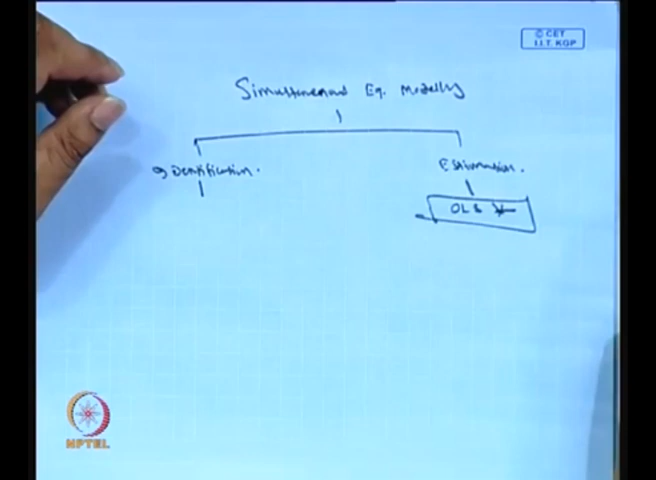 © CET
I.I.T. KGP
Simultaneous Eq. Modelling
Identification. Estimation.
OLS
NPTEL